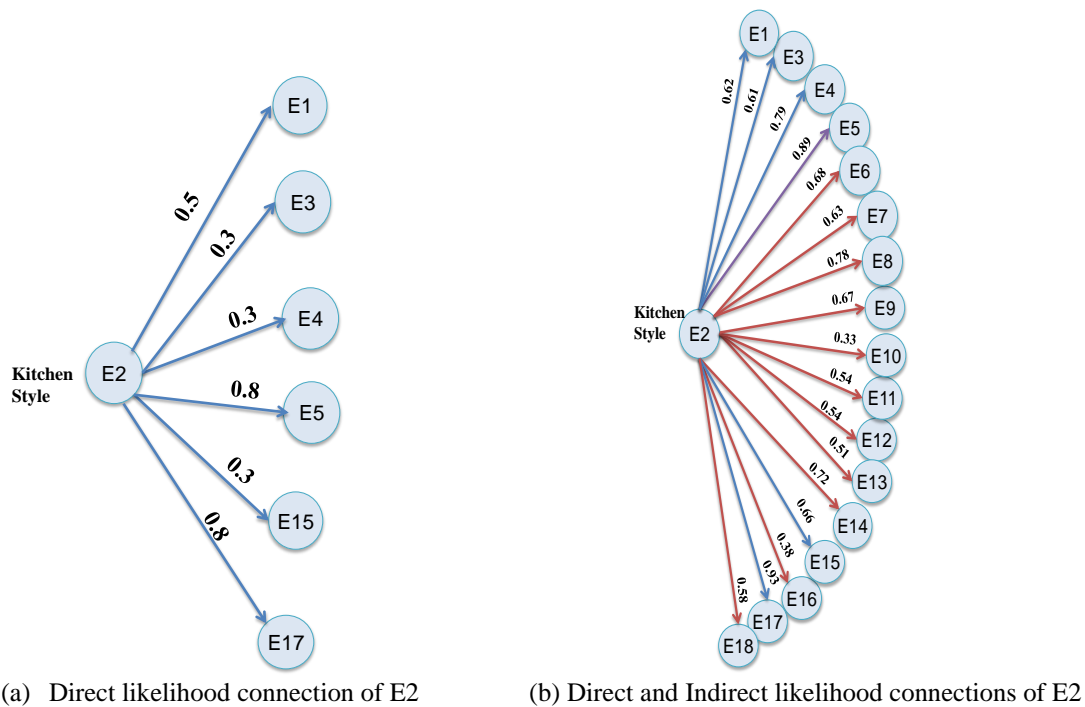 E1
0.5
E3
0.3
E4
0.3
E2
Kitchen
Style
0.8
E5
0.3
E15
0.8
E17
(a) Direct likelihood connection of E2
E1
E3
E4
E5
E6
E7
E8
E9
E10
E11
E12
E13
E14
E15
E16
E17
E18
0.62
0.61
0.79
0.89
0.68
0.63
0.78
0.67
0.33
0.54
0.54
0.51
0.72
0.66
0.38
0.93
0.58
Kitchen
Style
E2
(b) Direct and Indirect likelihood connections of E2